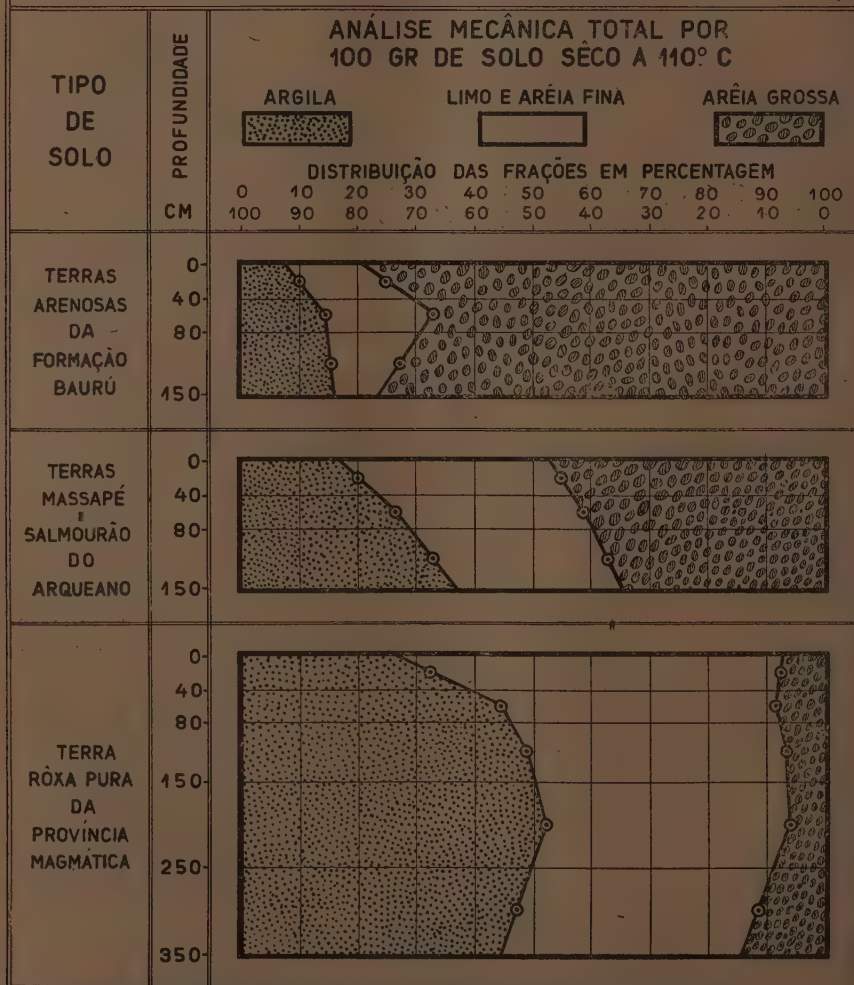 ANÁLISE MECÂNICA TOTAL POR
100 GR DE SOLO SÊCO A 110º C
TIPO
DE
SOLO
PROFUNDIDADE
CM
ARGILA
LIMO E ARÊIA FINA
ARÊIA GROSSA
DISTRIBUIÇÃO DAS FRAÇÕES EM PERCENTAGEM
0 10 20 30 40 50 60 70 80 90 100
100 90 80 70 60 50 40 30 20 10 0
TERRAS
ARENOSAS
DA
FORMAÇÃO
BAURÚ
0
40
80
150
TERRAS
MASSAPÉ
=
SALMOURÃO
DO
ARQUEANO
0
40
80
150
TERRA
RÔXA PURA
DA
PROVÍNCIA
MAGMÁTICA
0
40
80
150
250
350